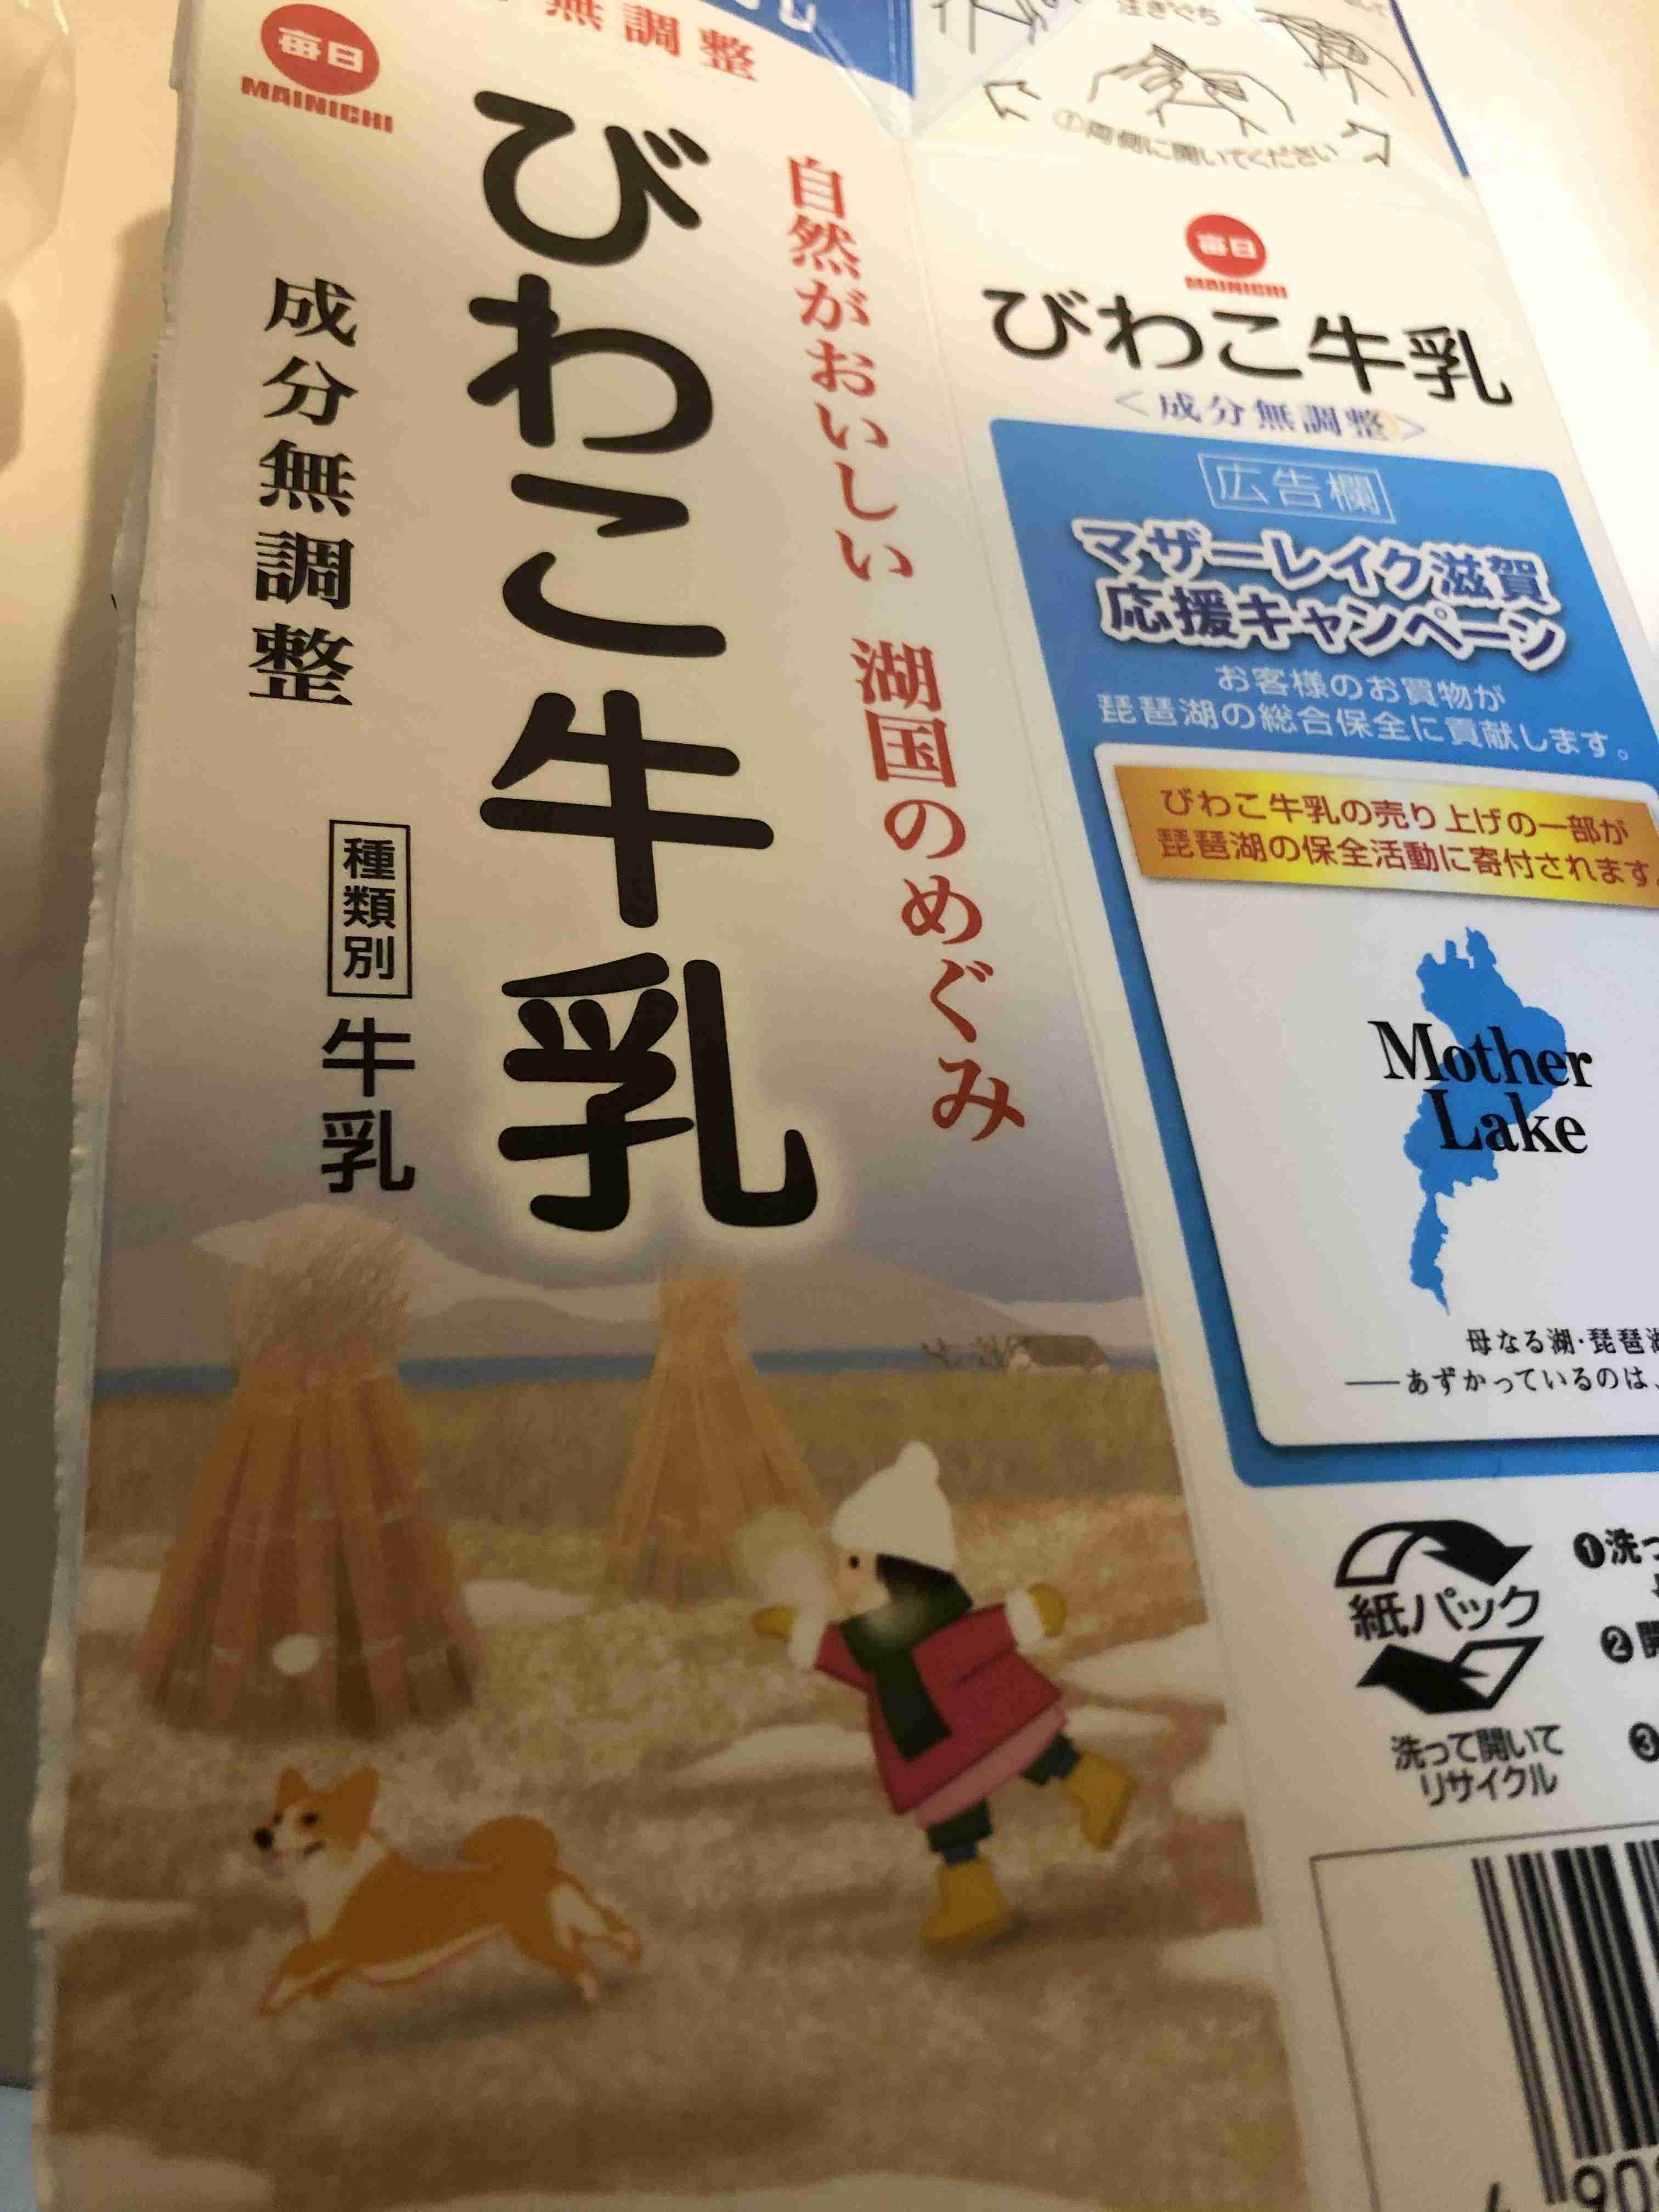 無調整
毎日
MAINICHI
びわこ牛乳
自然がおいしい 湖国のめぐみ
成分無調整
種類別 牛乳
注ぎぐち
①両側に開いてください
毎日
MAINICHI
びわこ牛乳
＜成分無調整＞
広告欄
マザーレイク滋賀
応援キャンペーン
お客様のお買物が
琵琶湖の総合保全に貢献します。
びわこ牛乳の売り上げの一部が
琵琶湖の保全活動に寄付されます。
Mother
Lake
母なる湖・琵琶湖
――あずかっているのは、
紙パック
洗って開いて
リサイクル
❶洗っ
❷開
❸